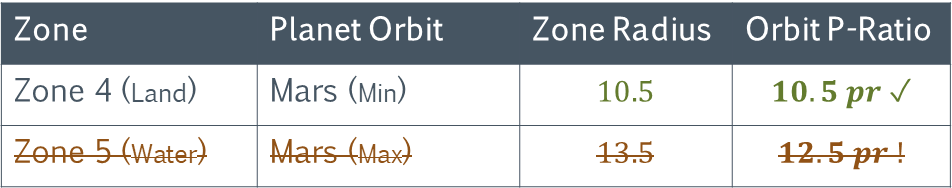 Zone Planet Orbit Zone Radius Orbit P-Ratio
Zone 4 (Land) Mars (Min) 10.5 10.5 pr ✓
Zone 5 (Water) Mars (Max) 13.5 12.5 pr !